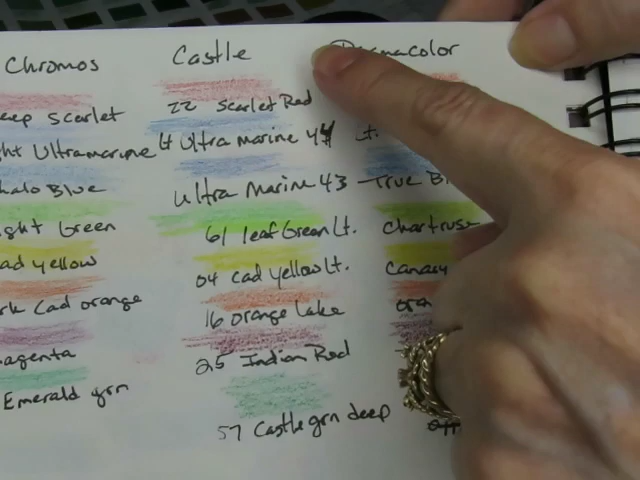 Chromos Castle
eep Scarlet 22 Scarlet Red
ght Ultramarine Lt Ultra marine 44 t.
halo Blue Ultra Marine 43 True Bl
ight Green 61 leaf Green Lt. Chartruse
ad yellow 04 cad yellow Lt. Canary
rk Cad orange 16 orange Lake oran
agenta 25 Indian Red
Emerald grn 57 Castle grn deep